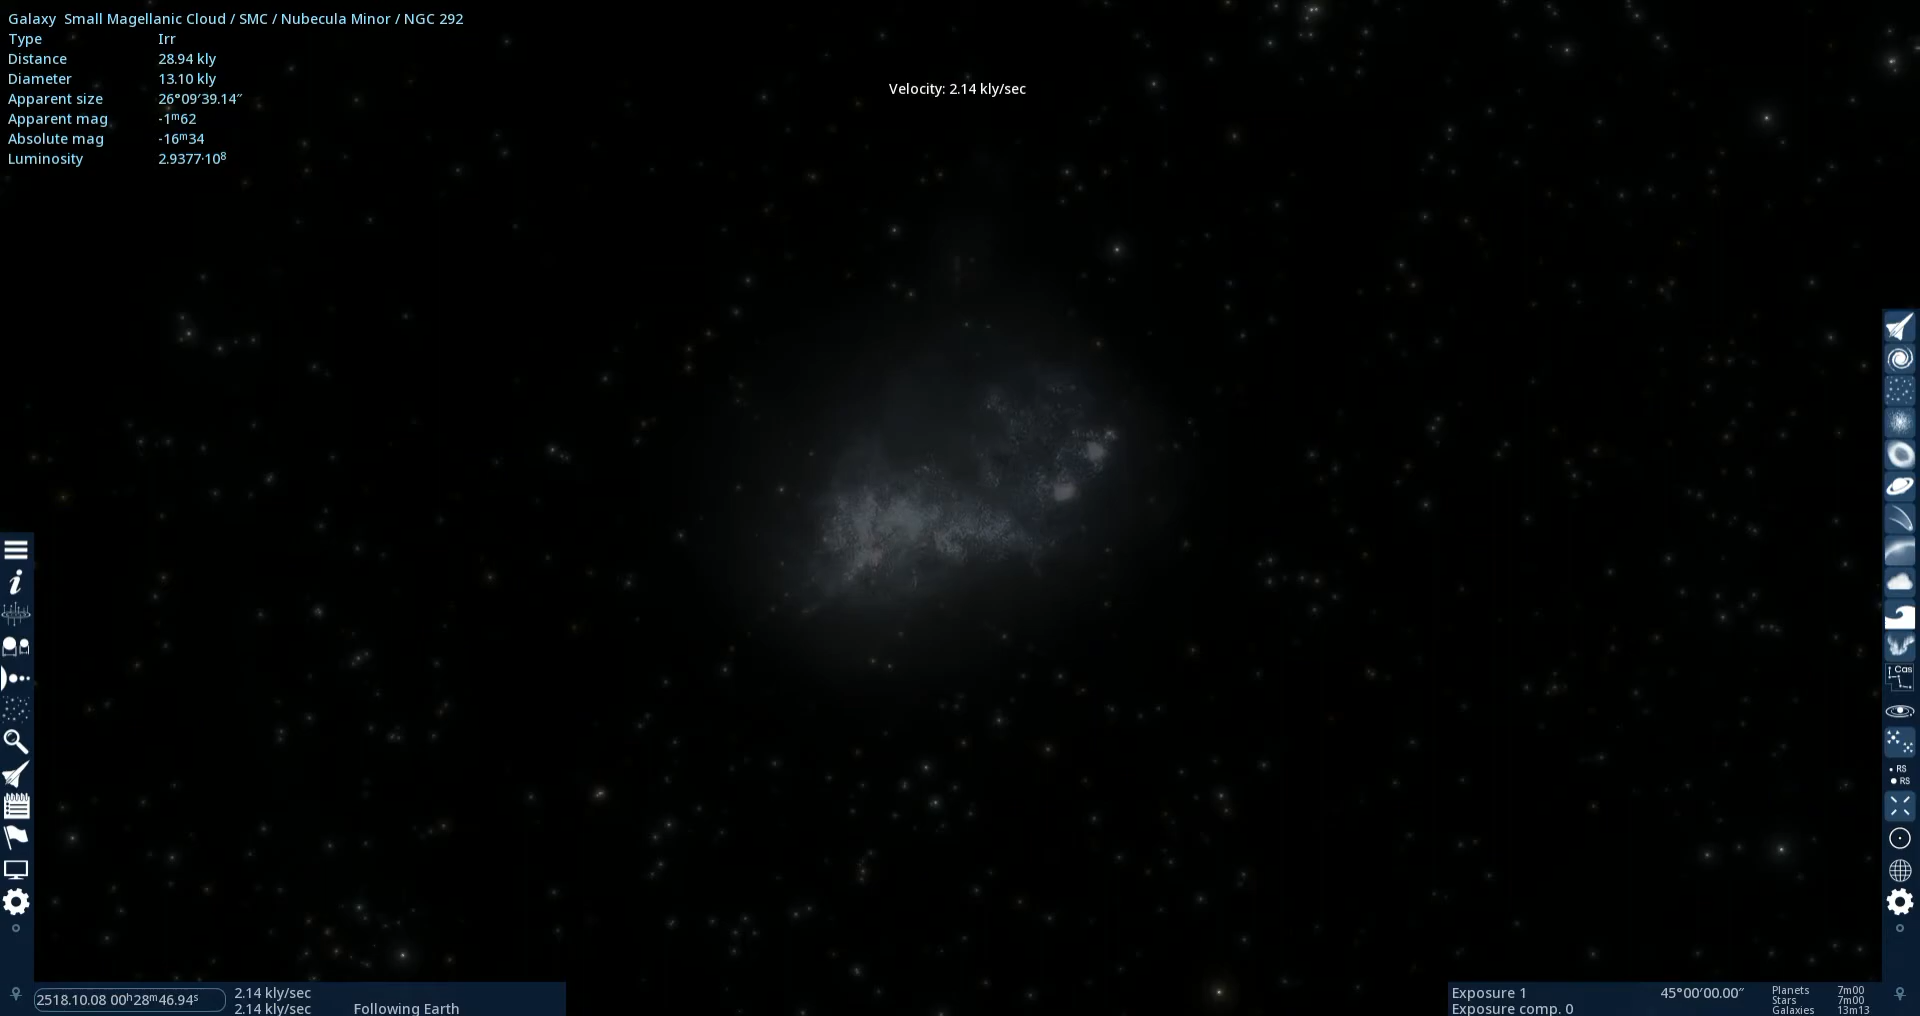 Galaxy Small Magellanic Cloud / SMC / Nubecula Minor / NGC 292
Type Irr
Distance 28.94 kly
Diameter 13.10 kly
Apparent size 26°09′39.14″
Apparent mag -1ᵐ62
Absolute mag -16ᵐ34
Luminosity 2.9377·10⁸
Velocity: 2.14 kly/sec
Cas
RS
RS
2518.10.08 00ʰ28ᵐ46.94ˢ
2.14 kly/sec
2.14 kly/sec Following Earth
Exposure 1 45°00′00.00″
Exposure comp. 0
Planets 7m00
Stars 7m00
Galaxies 13m13